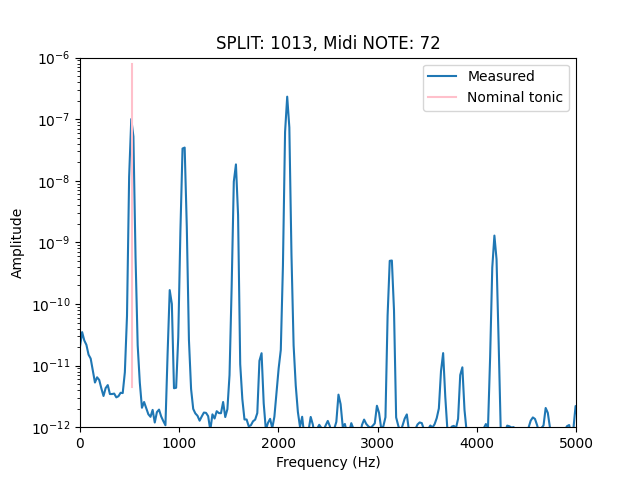 SPLIT: 1013, Midi NOTE: 72
Measured
Nominal tonic
Amplitude
10⁻⁶
10⁻⁷
10⁻⁸
10⁻⁹
10⁻¹⁰
10⁻¹¹
10⁻¹²
0 1000 2000 3000 4000 5000
Frequency (Hz)